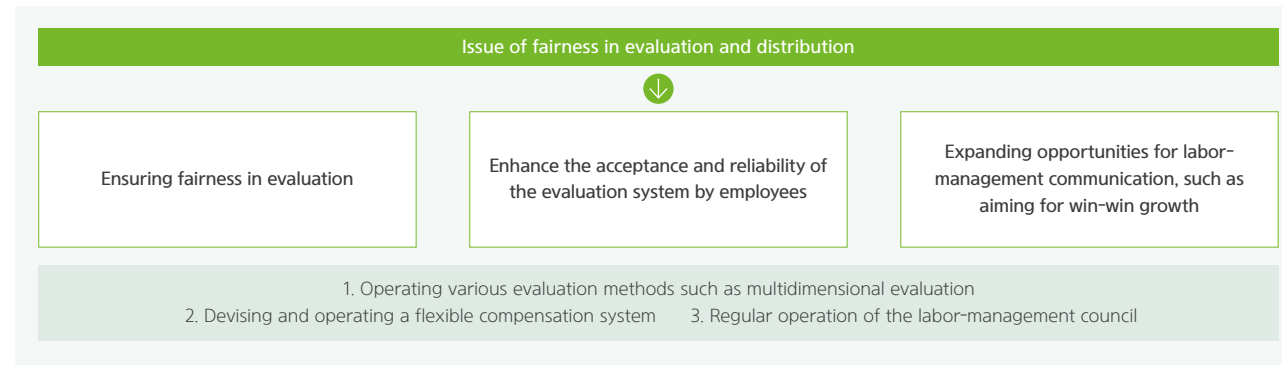 Issue of fairness in evaluation and distribution
Ensuring fairness in evaluation
Enhance the acceptance and reliability of
the evaluation system by employees
Expanding opportunities for labor-
management communication, such as
aiming for win-win growth
1. Operating various evaluation methods such as multidimensional evaluation
2. Devising and operating a flexible compensation system 3. Regular operation of the labor-management council